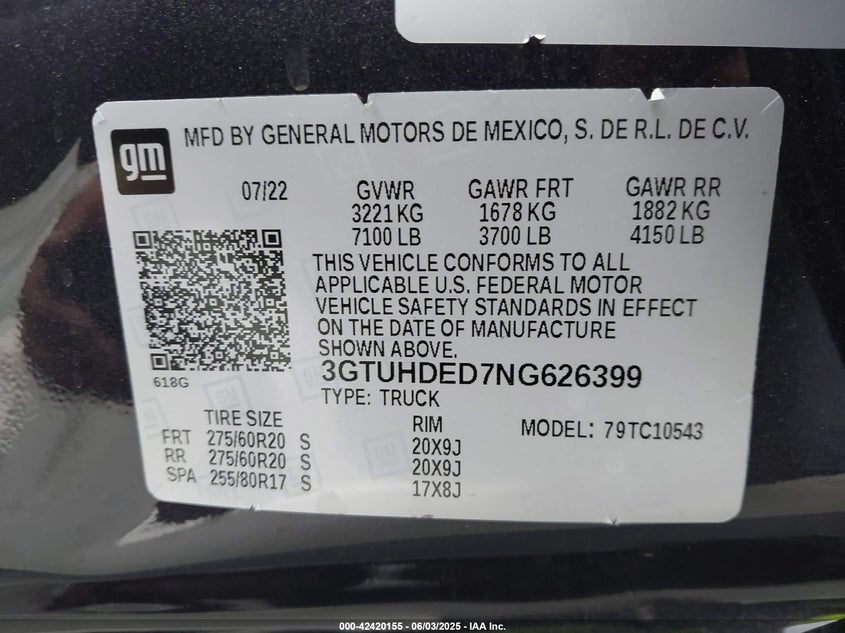 gm
MFD BY GENERAL MOTORS DE MEXICO, S. DE R.L. DE C.V.
07/22 GVWR GAWR FRT GAWR RR
3221 KG 1678 KG 1882 KG
7100 LB 3700 LB 4150 LB
THIS VEHICLE CONFORMS TO ALL
APPLICABLE U.S. FEDERAL MOTOR
VEHICLE SAFETY STANDARDS IN EFFECT
ON THE DATE OF MANUFACTURE
SHOWN ABOVE.
618G
3GTUHDED7NG626399
TYPE: TRUCK
TIRE SIZE RIM MODEL: 79TC10543
FRT 275/60R20 S 20X9J
RR 275/60R20 S 20X9J
SPA 255/80R17 S 17X8J
000-42420155 - 06/03/2025 - IAA Inc.